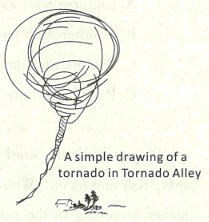 A simple drawing of a
tornado in Tornado Alley